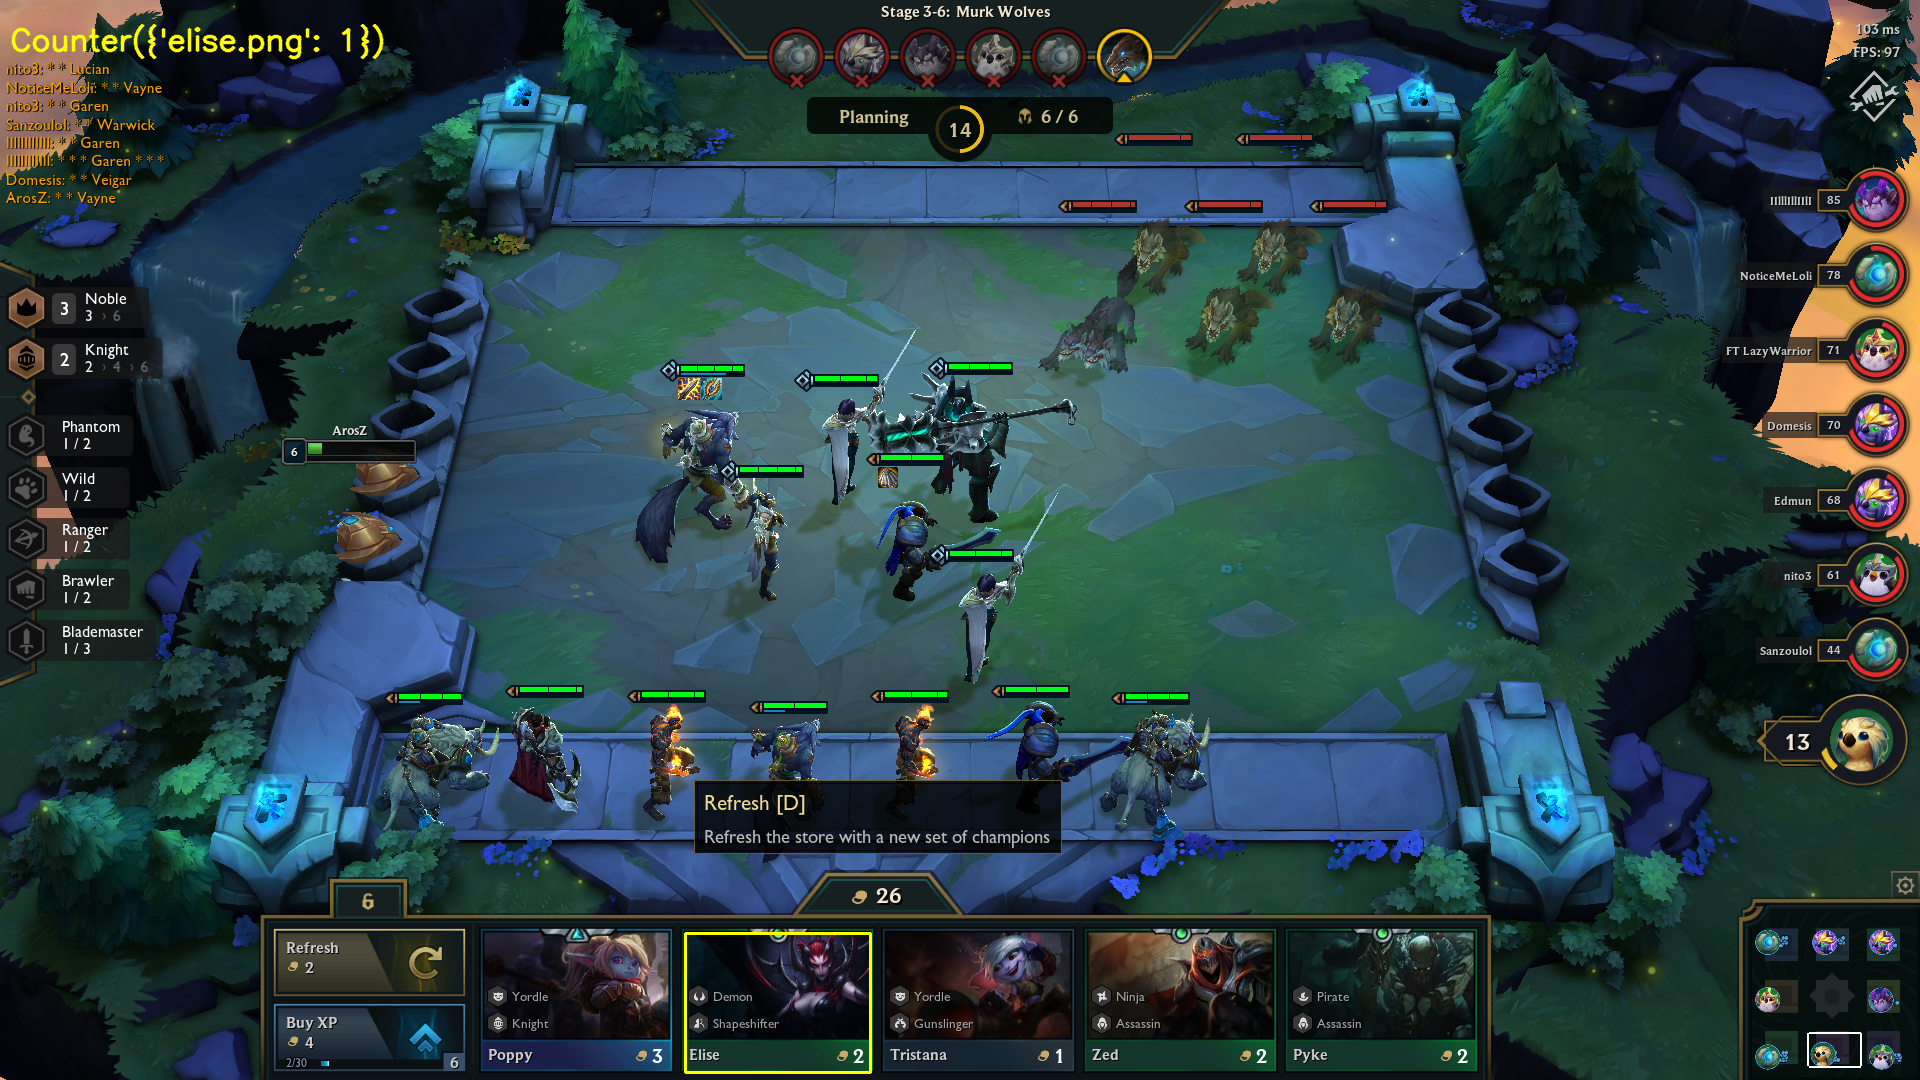 Stage 3-6: Murk Wolves
Counter({'elise.png': 1})
103 ms
FPS: 97
nito3: * * Lucian
NoticeMeLoli: * * Vayne
nito3: * * Garen
Sanzoulol: * * Warwick
* * Garen
* * * Garen * * *
Domesis: * * Veigar
ArosZ: * * Vayne
Planning
14
6 / 6
85
NoticeMeLoli 78
FT LazyWarrior 71
Domesis 70
Edmun 68
nito3 61
Sanzoulol 44
13
3 Noble
3 › 6
2 Knight
2 › 4 › 6
Phantom
1 / 2
Wild
1 / 2
Ranger
1 / 2
Brawler
1 / 2
Blademaster
1 / 3
ArosZ
6
Refresh [D]
Refresh the store with a new set of champions
6
26
Refresh
2
Buy XP
4
2/30
6
Yordle
Knight
Poppy 3
Demon
Shapeshifter
Elise 2
Yordle
Gunslinger
Tristana 1
Ninja
Assassin
Zed 2
Pirate
Assassin
Pyke 2